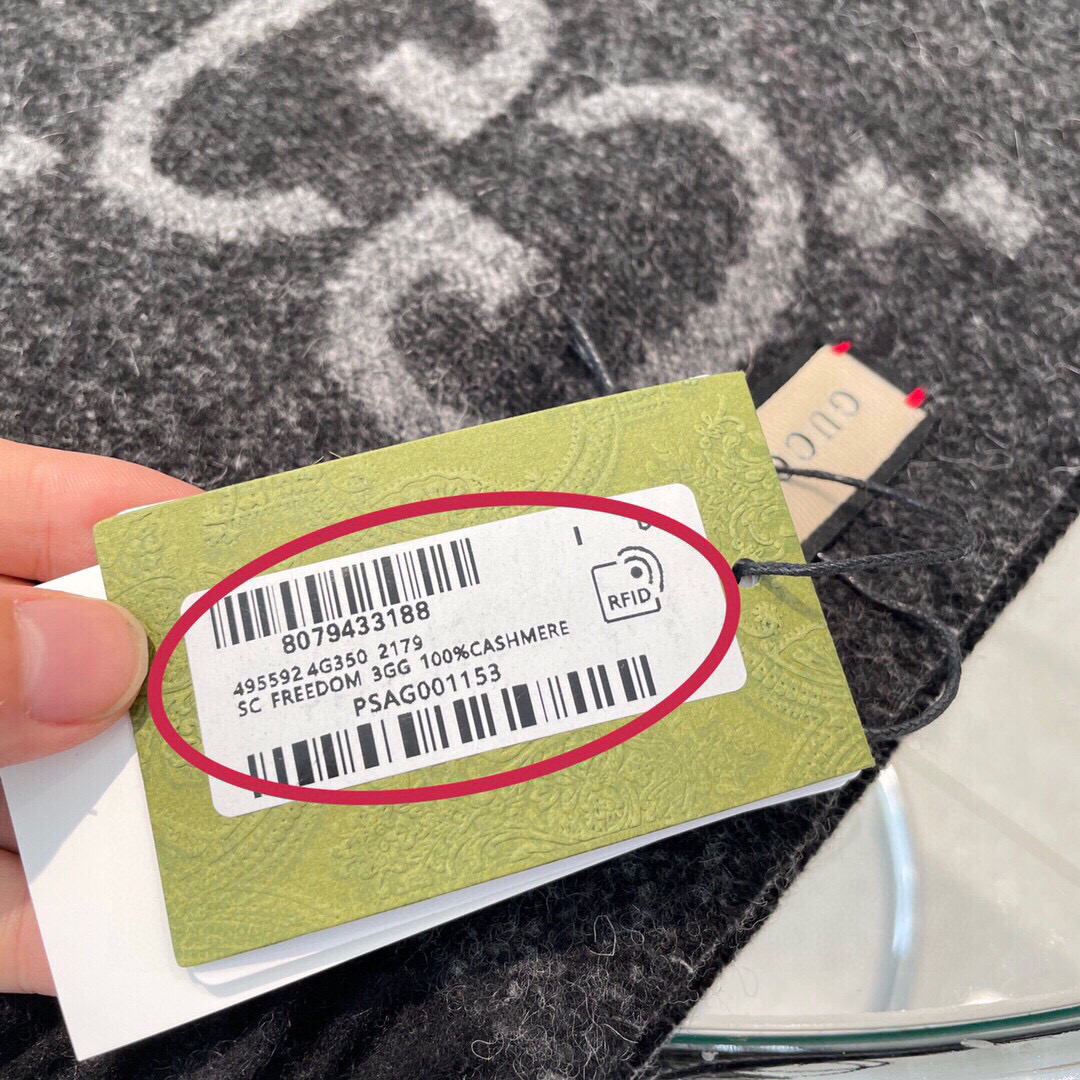 8079433188
495592 4G350 2179
SC FREEDOM 3GG 100%CASHMERE
PSAG001153
RFID